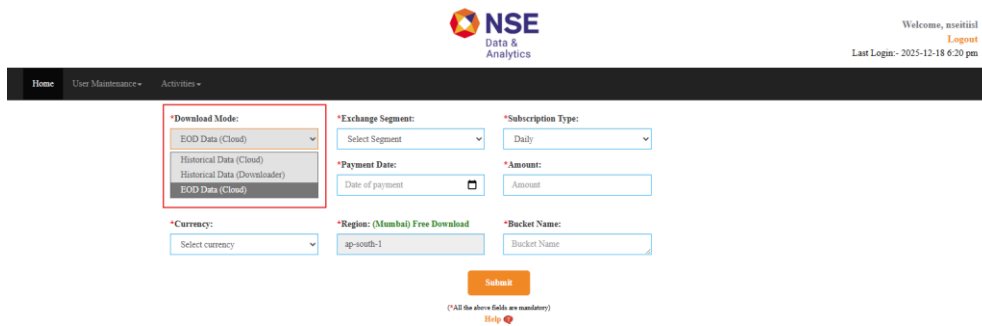 NSE
Data &
Analytics
Welcome, nseitiisl
Logout
Last Login:- 2025-12-18 6:20 pm
Home User Maintenance Activities
*Download Mode: *Exchange Segment: *Subscription Type:
EOD Data (Cloud) Select Segment Daily
Historical Data (Cloud)
Historical Data (Downloader)
EOD Data (Cloud)
*Payment Date: *Amount:
Date of payment Amount
*Currency: *Region: (Mumbai) Free Download *Bucket Name:
Select currency ap-south-1 Bucket Name
Submit
(*All the above fields are mandatory)
Help